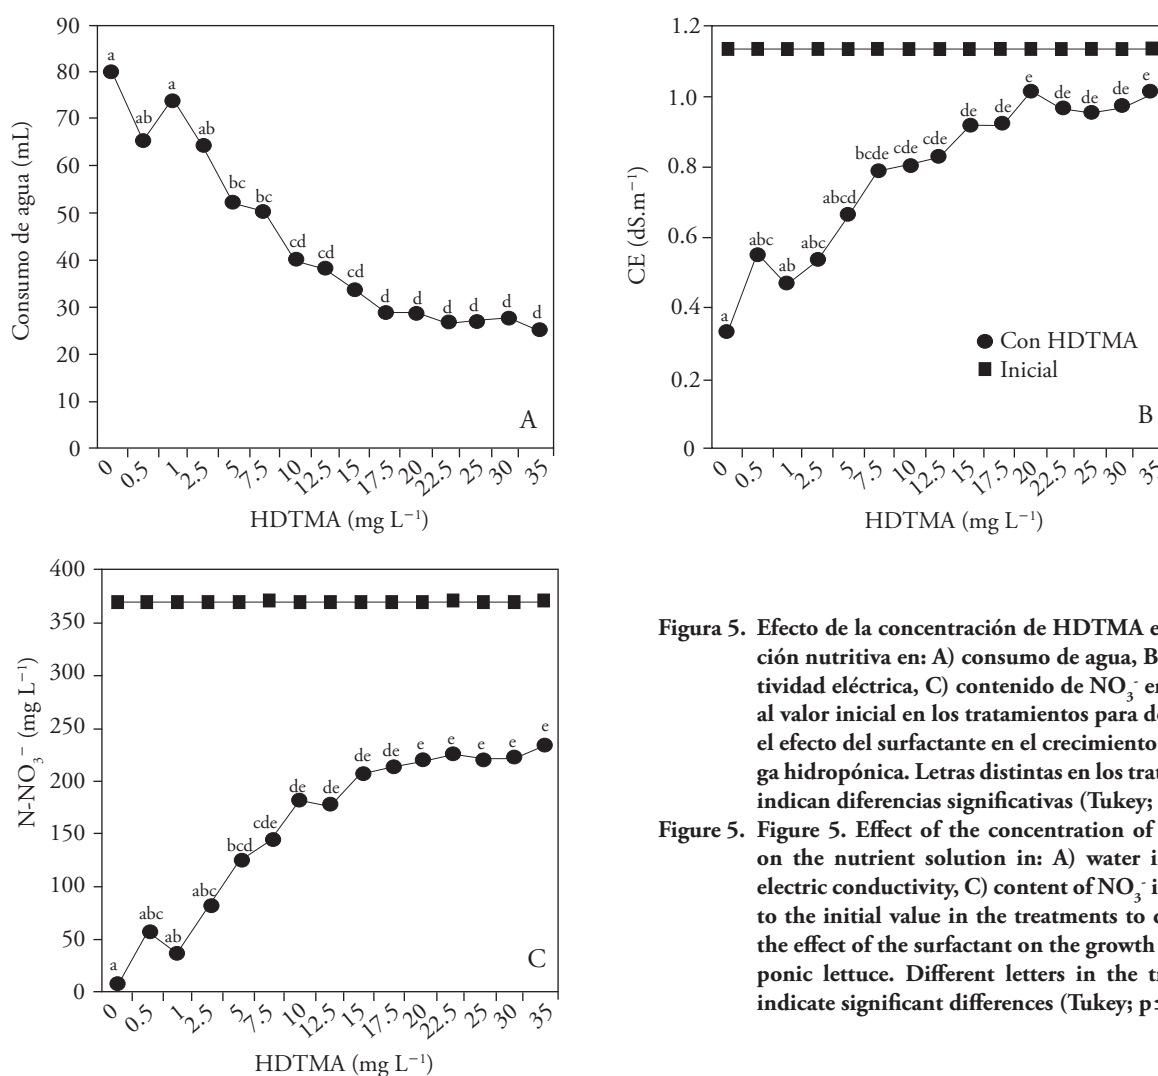 90
80
70
60
50
40
30
20
10
0
Consumo de agua (mL)
a
ab
a
ab
bc
bc
cd
cd
cd
d
d
d
d
d
d
A
0 0.5 1 2.5 5 7.5 10 12.5 15 17.5 20 22.5 25 30 35
HDTMA (mg L⁻¹)
1.2
1.0
0.8
0.6
0.4
0.2
0
CE (dS.m⁻¹)
a
abc
ab
abc
abcd
bcde
cde
cde
de
de
e
de
de
de
e
Con HDTMA
Inicial
B
0 0.5 1 2.5 5 7.5 10 12.5 15 17.5 20 22.5 25 30 35
HDTMA (mg L⁻¹)
400
350
300
250
200
150
100
50
0
N-NO₃⁻ (mg L⁻¹)
a
abc
ab
abc
bcd
cde
de
de
de
de
e
e
e
e
e
C
0 0.5 1 2.5 5 7.5 10 12.5 15 17.5 20 22.5 25 30 35
HDTMA (mg L⁻¹)
Figura 5. Efecto de la concentración de HDTMA e
ción nutritiva en: A) consumo de agua, B
tividad eléctrica, C) contenido de NO₃⁻ en
al valor inicial en los tratamientos para de
el efecto del surfactante en el crecimiento
ga hidropónica. Letras distintas en los trat
indican diferencias significativas (Tukey;
Figure 5. Figure 5. Effect of the concentration of
on the nutrient solution in: A) water i
electric conductivity, C) content of NO₃⁻ i
to the initial value in the treatments to d
the effect of the surfactant on the growth
ponic lettuce. Different letters in the tr
indicate significant differences (Tukey; p